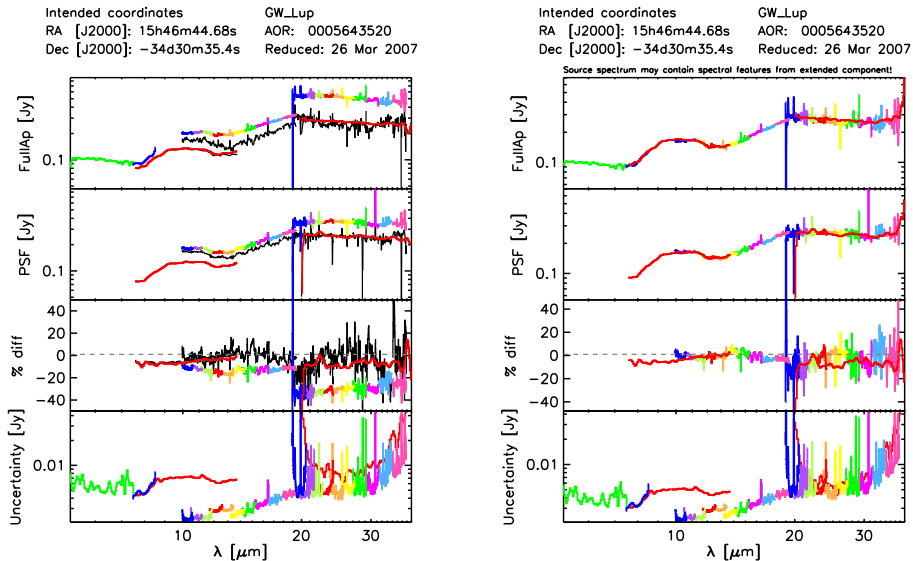 Intended coordinates GW_Lup
RA [J2000]: 15h46m44.68s AOR: 0005643520
Dec [J2000]: −34d30m35.4s Reduced: 26 Mar 2007
FullAp [Jy]
0.1
PSF [Jy]
0.1
% diff
40
20
0
−20
−40
Uncertainty [Jy]
0.01
10 20 30
λ [μm]
Intended coordinates GW_Lup
RA [J2000]: 15h46m44.68s AOR: 0005643520
Dec [J2000]: −34d30m35.4s Reduced: 26 Mar 2007
Source spectrum may contain spectral features from extended component!
FullAp [Jy]
0.1
PSF [Jy]
0.1
% diff
40
20
0
−20
−40
Uncertainty [Jy]
0.01
10 20 30
λ [μm]